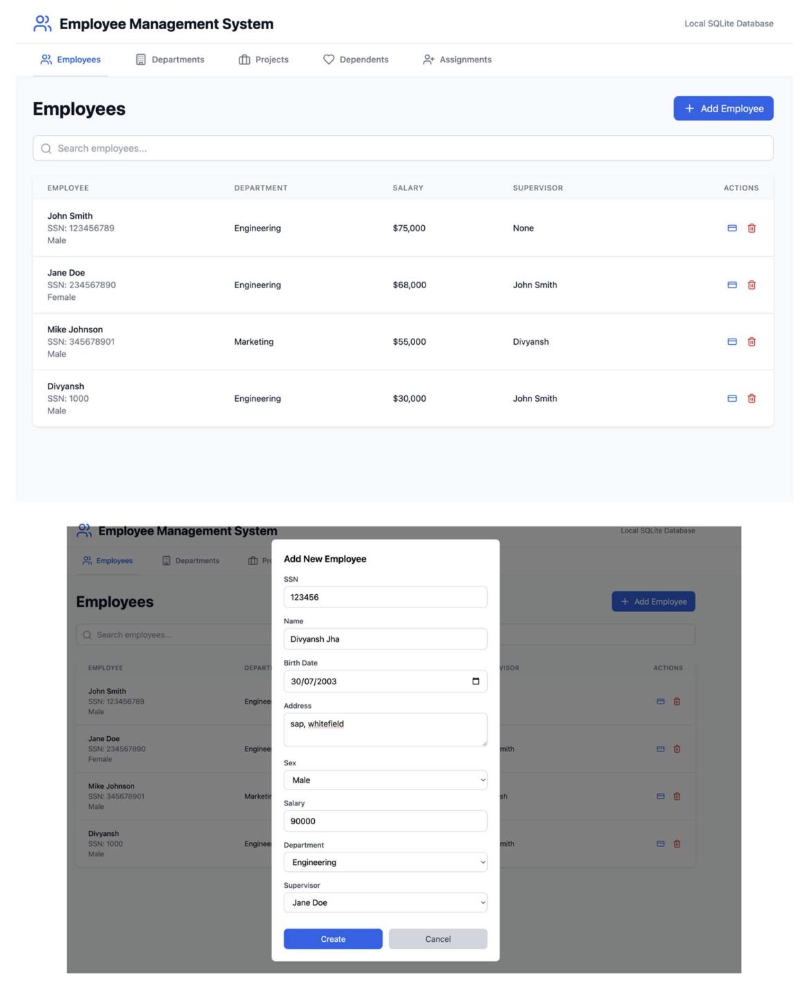 Employee Management System
Local SQLite Database
Employees Departments Projects Dependents Assignments
Employees
+ Add Employee
Search employees...
EMPLOYEE DEPARTMENT SALARY SUPERVISOR ACTIONS
John Smith
SSN: 123456789
Male
Engineering $75,000 None
Jane Doe
SSN: 234567890
Female
Engineering $68,000 John Smith
Mike Johnson
SSN: 345678901
Male
Marketing $55,000 Divyansh
Divyansh
SSN: 1000
Male
Engineering $30,000 John Smith
Employee Management System
Local SQLite Database
Employees Departments Pro
Employees
+ Add Employee
Search employees...
EMPLOYEE DEPART VISOR ACTIONS
John Smith
SSN: 123456789
Male
Enginee
Jane Doe
SSN: 234567890
Female
Enginee mith
Mike Johnson
SSN: 345678901
Male
Marketin sh
Divyansh
SSN: 1000
Male
Enginee mith
Add New Employee
SSN
123456
Name
Divyansh Jha
Birth Date
30/07/2003
Address
sap, whitefield
Sex
Male
Salary
90000
Department
Engineering
Supervisor
Jane Doe
Create Cancel